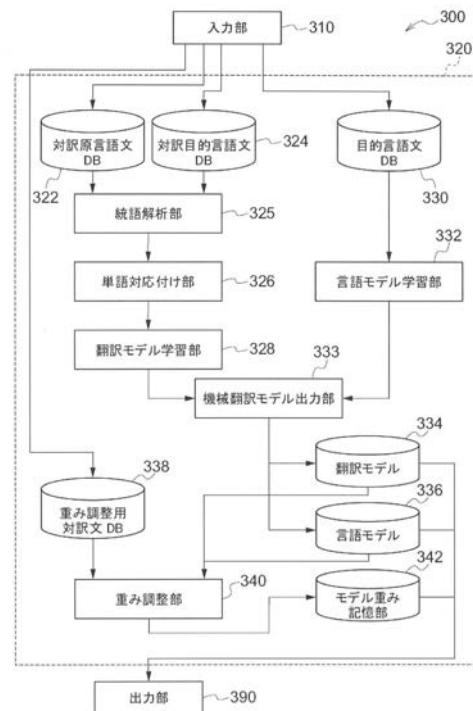 300
入力部 310
320
対訳原言語文
DB
322
対訳目的言語文
DB
324
目的言語文
DB
330
統語解析部 325
332
単語対応付け部 326
言語モデル学習部
翻訳モデル学習部 328
333
機械翻訳モデル出力部
334
翻訳モデル
338
重み調整用
対訳文 DB
336
言語モデル
342
重み調整部 340
モデル重み
記憶部
出力部 390